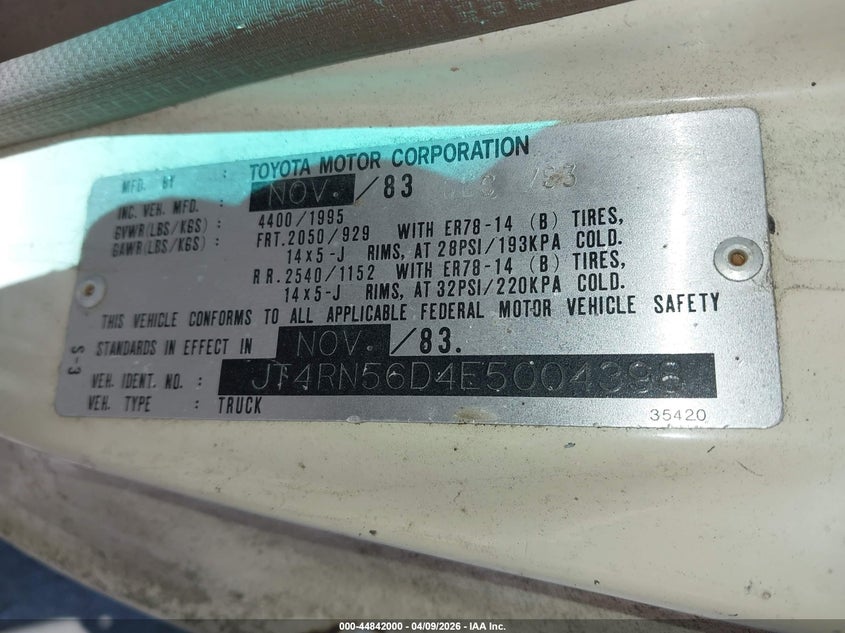 MFD. BY : TOYOTA MOTOR CORPORATION
NOV. /83 /83
INC. VEH. MFD. :
GVWR(LBS/KGS) : 4400/1995
GAWR(LBS/KGS) : FRT.2050/929 WITH ER78-14 (B) TIRES,
14x5-J RIMS, AT 28PSI/193KPA COLD.
RR.2540/1152 WITH ER78-14 (B) TIRES,
14x5-J RIMS, AT 32PSI/220KPA COLD.
THIS VEHICLE CONFORMS TO ALL APPLICABLE FEDERAL MOTOR VEHICLE SAFETY
STANDARDS IN EFFECT IN NOV. /83.
S-3
VEH. IDENT. NO. : JT4RN56D4E5004398
VEH. TYPE : TRUCK
35420
000-44842000 - 04/09/2026 - IAA Inc.